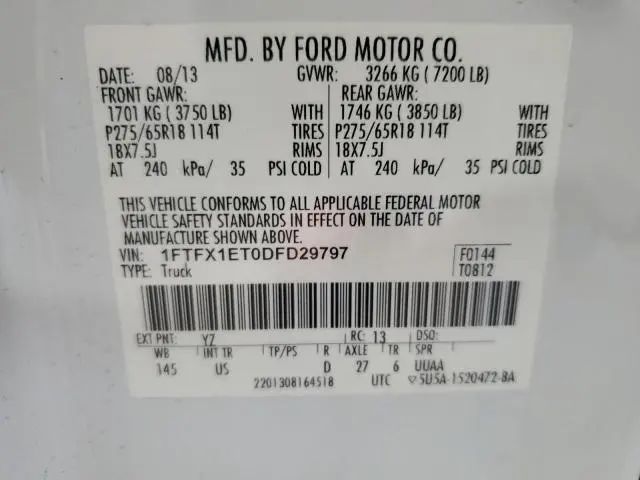 MFD. BY FORD MOTOR CO.
DATE: 08/13 GVWR: 3266 KG ( 7200 LB)
FRONT GAWR: REAR GAWR:
1701 KG ( 3750 LB) WITH 1746 KG ( 3850 LB) WITH
P275/65R18 114T TIRES P275/65R18 114T TIRES
18X7.5J RIMS 18X7.5J RIMS
AT 240 kPa/ 35 PSI COLD AT 240 kPa/ 35 PSI COLD
THIS VEHICLE CONFORMS TO ALL APPLICABLE FEDERAL MOTOR
VEHICLE SAFETY STANDARDS IN EFFECT ON THE DATE OF
MANUFACTURE SHOWN ABOVE.
VIN: 1FTFX1ET0DFD29797 F0144
TYPE: Truck T0812
EXT PNT: YZ RC: 13 DSO:
WB INT TR TP/PS R AXLE TR SPR
145 US D 27 6 UUAA
2201308164518 UTC ▽5U5A-1520472-BA